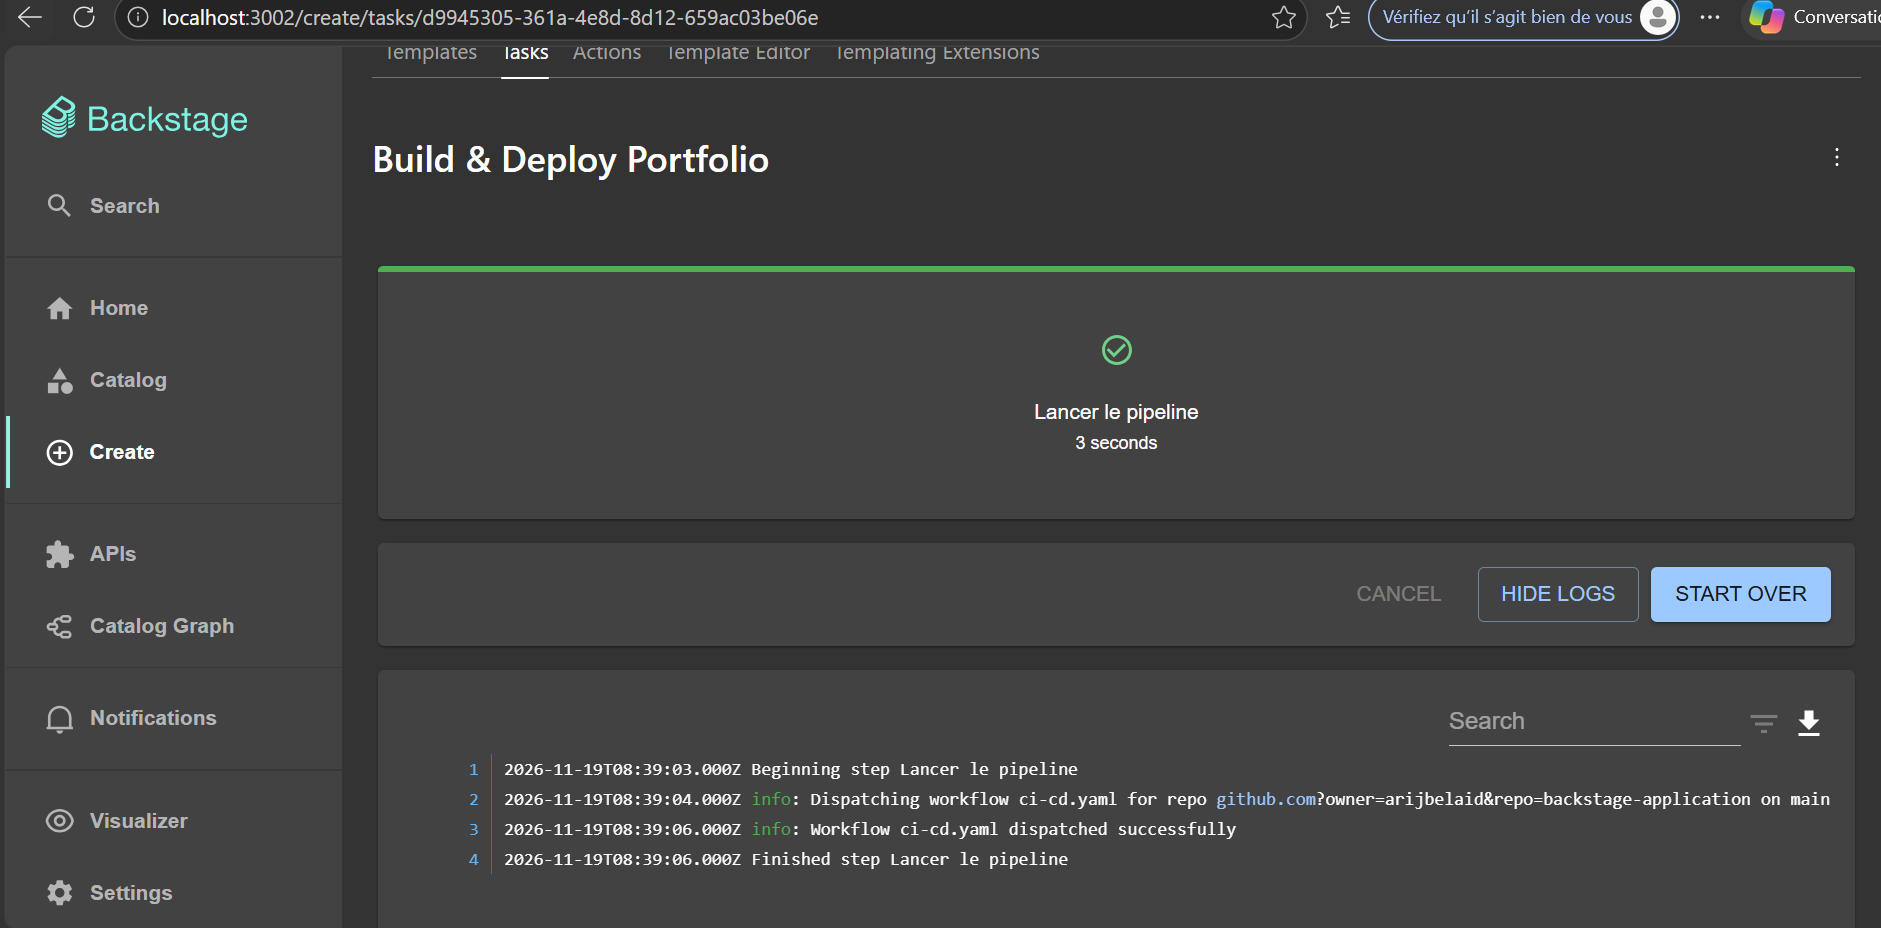 localhost:3002/create/tasks/d9945305-361a-4e8d-8d12-659ac03be06e
Vérifiez qu'il s'agit bien de vous
Conversati
Templates Tasks Actions Template Editor Templating Extensions
Backstage
Search
Home
Catalog
Create
APIs
Catalog Graph
Notifications
Visualizer
Settings
Build & Deploy Portfolio
Lancer le pipeline
3 seconds
CANCEL HIDE LOGS START OVER
Search
1 2026-11-19T08:39:03.000Z Beginning step Lancer le pipeline
2 2026-11-19T08:39:04.000Z info: Dispatching workflow ci-cd.yaml for repo github.com?owner=arijbelaid&repo=backstage-application on main
3 2026-11-19T08:39:06.000Z info: Workflow ci-cd.yaml dispatched successfully
4 2026-11-19T08:39:06.000Z Finished step Lancer le pipeline